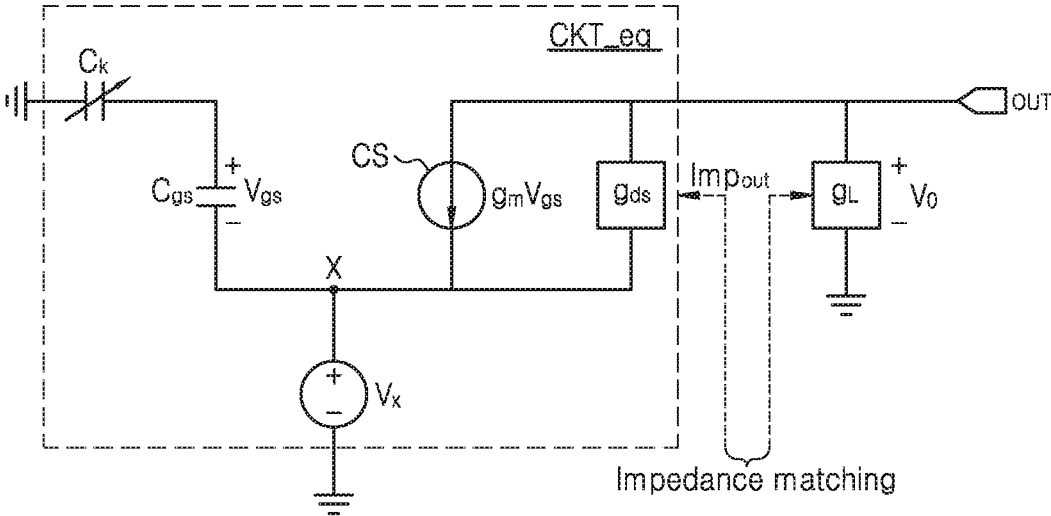 CKT_eq
Ck
OUT
CS
+
Cgs
Vgs
−
gmVgs
gds
Impout
gL
+
V0
−
X
+
−
Vx
Impedance matching